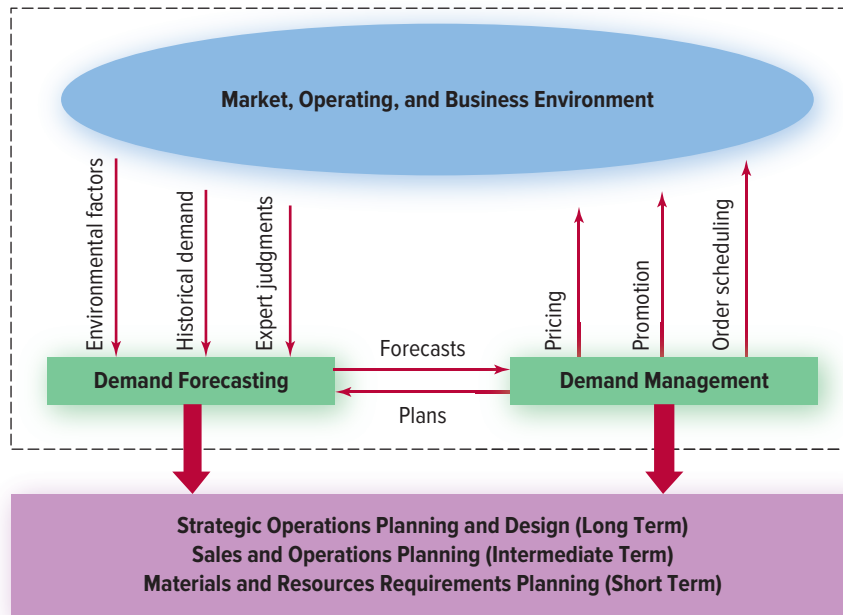 Market, Operating, and Business Environment
Environmental factors
Historical demand
Expert judgments
Pricing
Promotion
Order scheduling
Forecasts
Demand Forecasting
Demand Management
Plans
Strategic Operations Planning and Design (Long Term)
Sales and Operations Planning (Intermediate Term)
Materials and Resources Requirements Planning (Short Term)